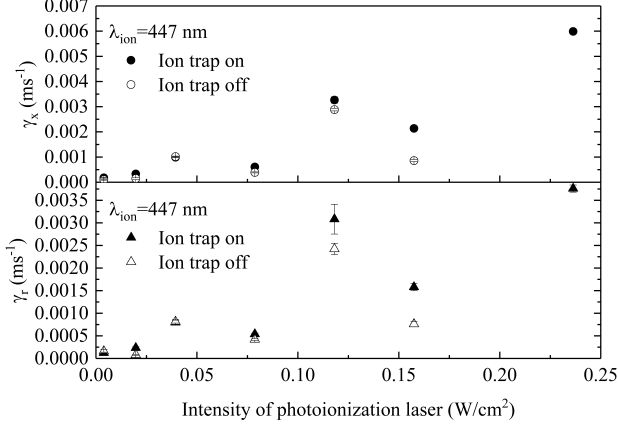 0.007
0.006
0.005
0.004
0.003
0.002
0.001
0.000
γx (ms-1)
λion=447 nm
Ion trap on
Ion trap off
0.0035
0.0030
0.0025
0.0020
0.0015
0.0010
0.0005
0.0000
γr (ms-1)
λion=447 nm
Ion trap on
Ion trap off
0.00 0.05 0.10 0.15 0.20 0.25
Intensity of photoionization laser (W/cm2)